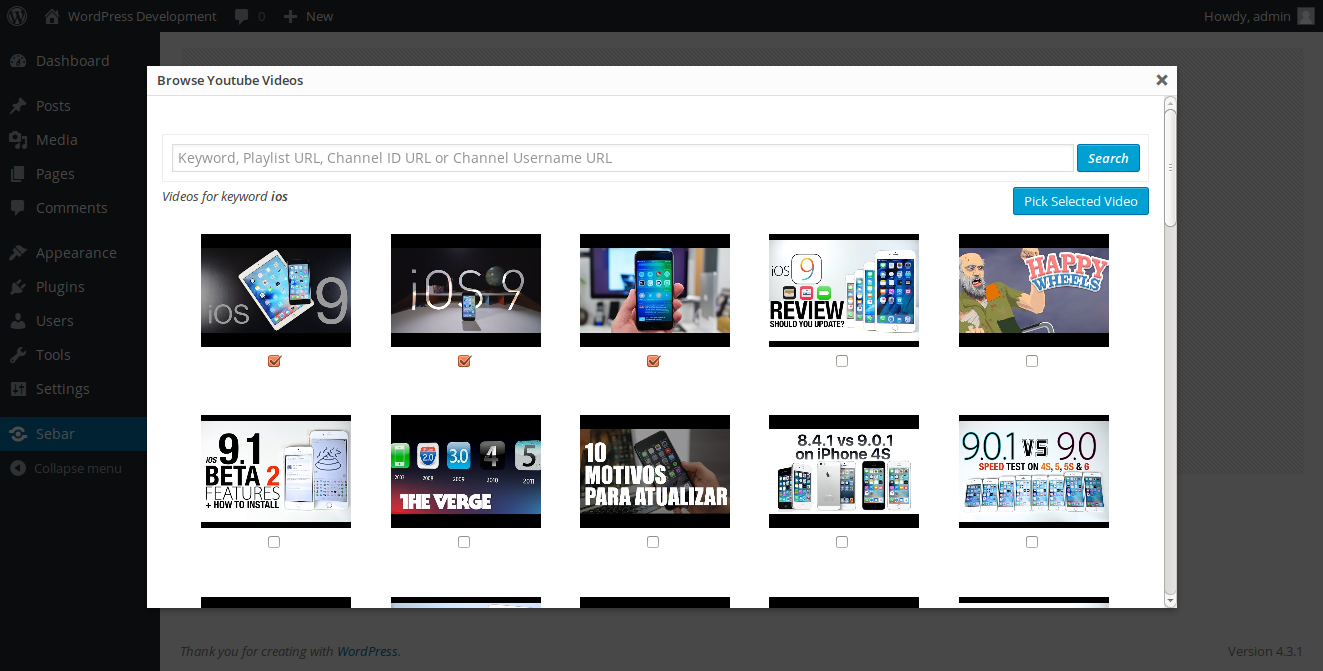 WordPress Development
0
New
Howdy, admin
Dashboard
Posts
Media
Pages
Comments
Appearance
Plugins
Users
Tools
Settings
Sebar
Collapse menu
Browse Youtube Videos
Keyword, Playlist URL, Channel ID URL or Channel Username URL
Search
Videos for keyword ios
Pick Selected Video
iOS 9
iOS 9
iOS 9
REVIEW
SHOULD YOU UPDATE?
HAPPY
WHEELS
iOS 9.1
BETA 2
FEATURES
+ HOW TO INSTALL
2.0 3.0 4 5
2007 2008 2009 2010 2011
THE VERGE
10
MOTIVOS
PARA ATUALIZAR
8.4.1 vs 9.0.1
on iPhone 4S
9.0.1 VS 9.0
SPEED TEST ON 4S, 5, 5S & 6
Thank you for creating with WordPress.
Version 4.3.1